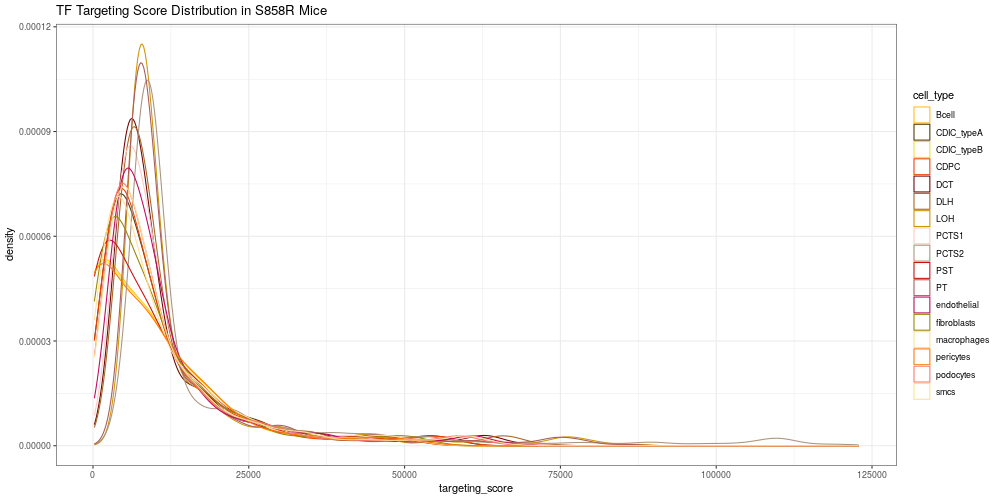 TF Targeting Score Distribution in S858R Mice
0.00012
0.00009
0.00006
0.00003
0.00000
density
0
25000
50000
75000
100000
125000
targeting_score
cell_type
Bcell
CDIC_typeA
CDIC_typeB
CDPC
DCT
DLH
LOH
PCTS1
PCTS2
PST
PT
endothelial
fibroblasts
macrophages
pericytes
podocytes
smcs